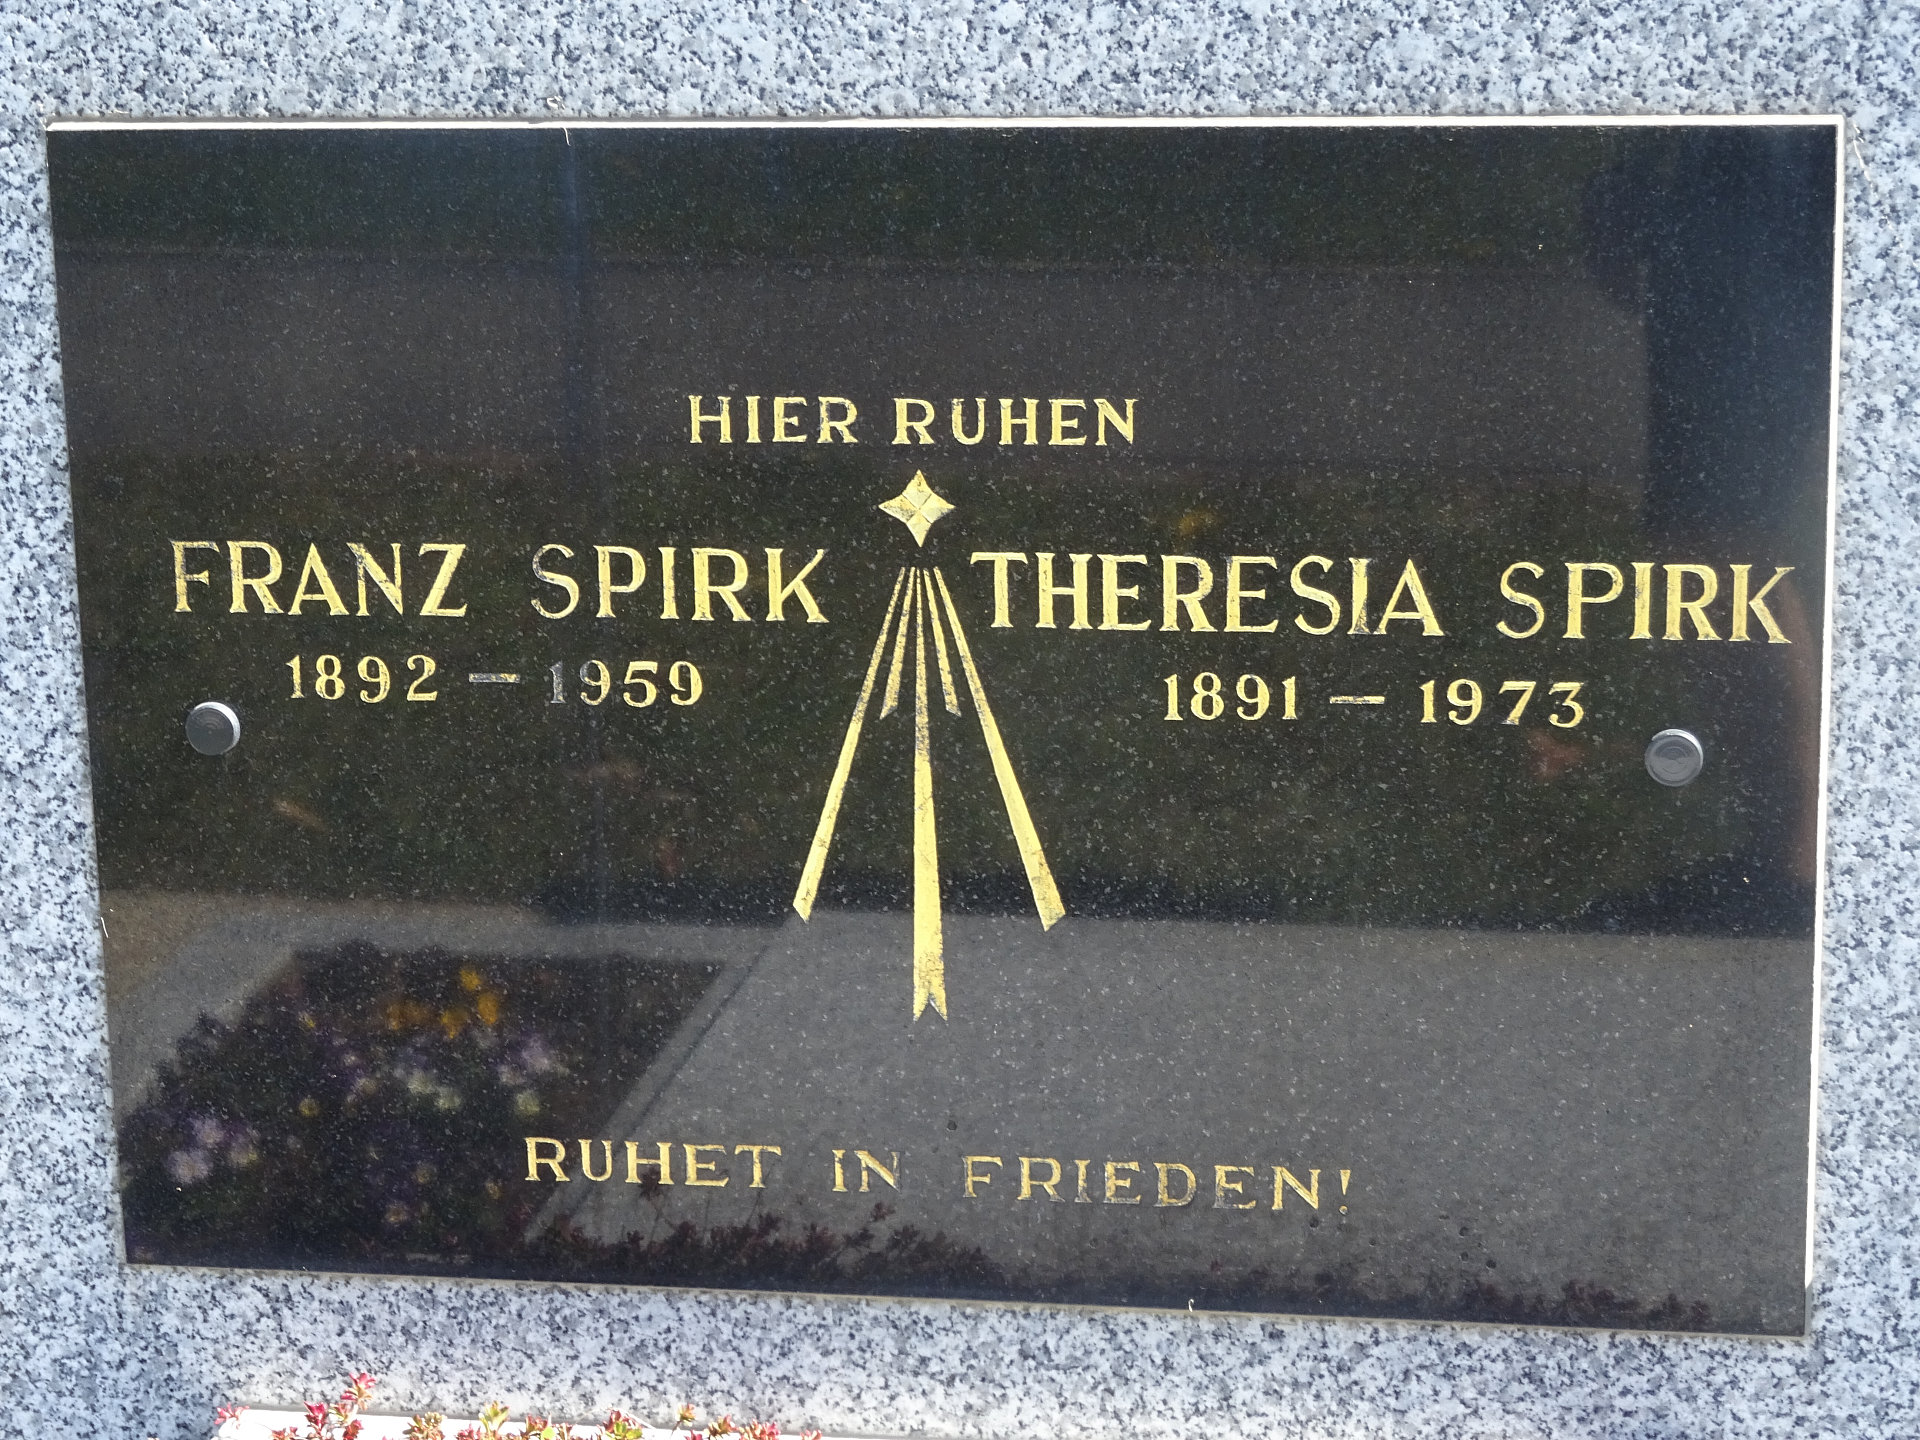 HIER RUHEN
FRANZ SPIRK
1892 – 1959
THERESIA SPIRK
1891 – 1973
RUHET IN FRIEDEN!